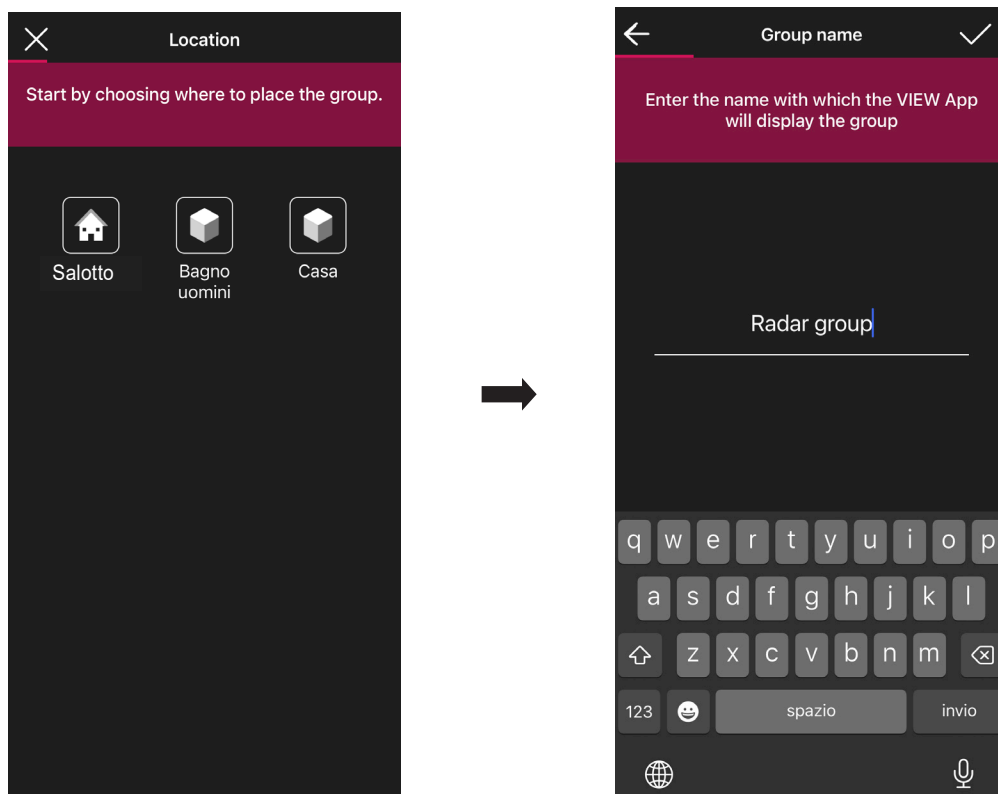 Location
Start by choosing where to place the group.
Salotto
Bagno
uomini
Casa
Group name
Enter the name with which the VIEW App
will display the group
Radar group
q w e r t y u i o p
a s d f g h j k l
z x c v b n m
123 spazio invio